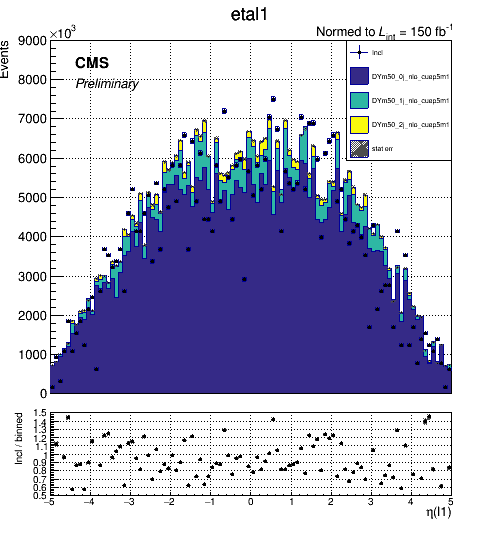 etal1
Normed to Lint = 150 fb-1
×10³
Events
CMS
Preliminary
Incl
DYm50_0j_nlo_cuep5m1
DYm50_1j_nlo_cuep5m1
DYm50_2j_nlo_cuep5m1
stat err
9000
8000
7000
6000
5000
4000
3000
2000
1000
0
Incl / binned
1.5
1.4
1.3
1.2
1.1
1
0.9
0.8
0.7
0.6
0.5
−5 −4 −3 −2 −1 0 1 2 3 4 5
η(l1)